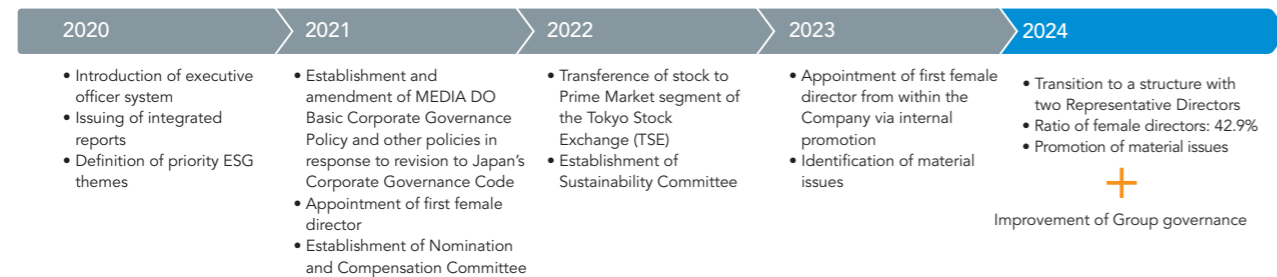 2020
• Introduction of executive
officer system
• Issuing of integrated
reports
• Definition of priority ESG
themes
2021
• Establishment and
amendment of MEDIA DO
Basic Corporate Governance
Policy and other policies in
response to revision to Japan's
Corporate Governance Code
• Appointment of first female
director
• Establishment of Nomination
and Compensation Committee
2022
• Transference of stock to
Prime Market segment of
the Tokyo Stock
Exchange (TSE)
• Establishment of
Sustainability Committee
2023
• Appointment of first female
director from within the
Company via internal
promotion
• Identification of material
issues
2024
• Transition to a structure with
two Representative Directors
• Ratio of female directors: 42.9%
• Promotion of material issues
+
Improvement of Group governance